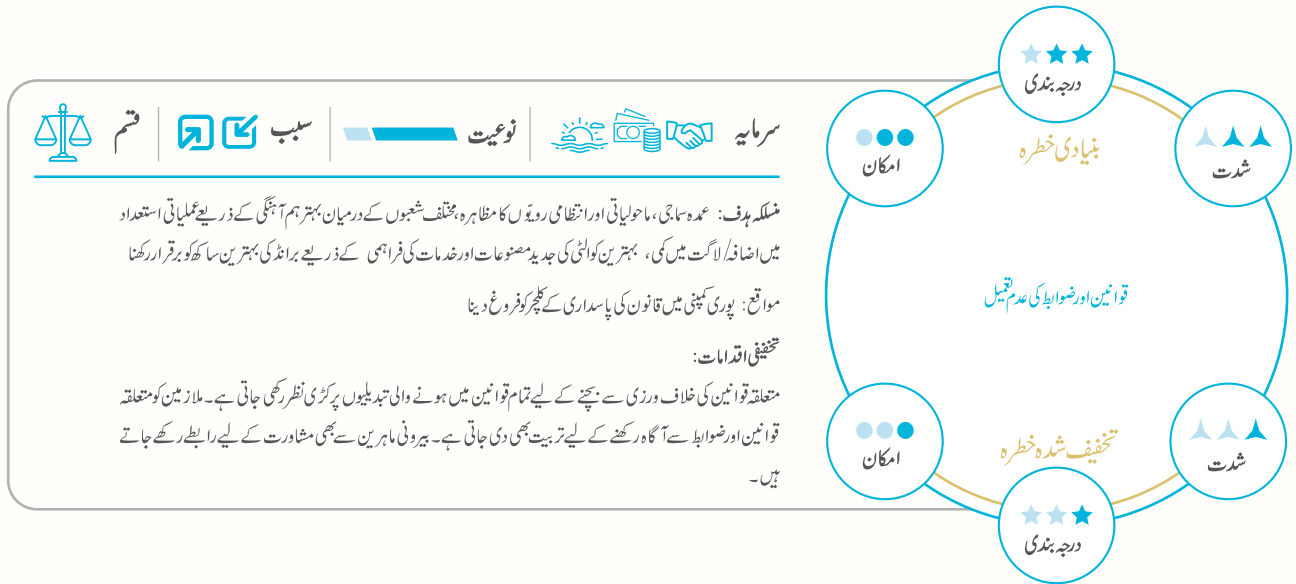 درجہ بندی
شدت
امکان
بنیادی خطرہ
قوانین اور ضوابط کی عدم تعمیل
تخفیف شدہ خطرہ
شدت
امکان
درجہ بندی
سرمایہ
نوعیت
سبب
قسم
منسلکہ ہدف: عمدہ سماجی، ماحولیاتی اور انتظامی رویّوں کا مظاہرہ، مختلف شعبوں کے درمیان بہتر ہم آہنگی کے ذریعے عملیاتی استعداد
میں اضافہ/ لاگت میں کمی، بہترین کوالٹی کی جدید مصنوعات اور خدمات کی فراہمی کے ذریعے برانڈ کی بہترین ساکھ کو برقرار رکھنا
مواقع: پوری کمپنی میں قانون کی پاسداری کے کلچر کو فروغ دینا
تخفیفی اقدامات:
متعلقہ قوانین کی خلاف ورزی سے بچنے کے لیے تمام قوانین میں ہونے والی تبدیلیوں پر کڑی نظر رکھی جاتی ہے۔ ملازمین کو متعلقہ
قوانین اور ضوابط سے آگاہ رکھنے کے لیے تربیت بھی دی جاتی ہے۔ بیرونی ماہرین سے بھی مشاورت کے لیے رابطے رکھے جاتے
ہیں۔